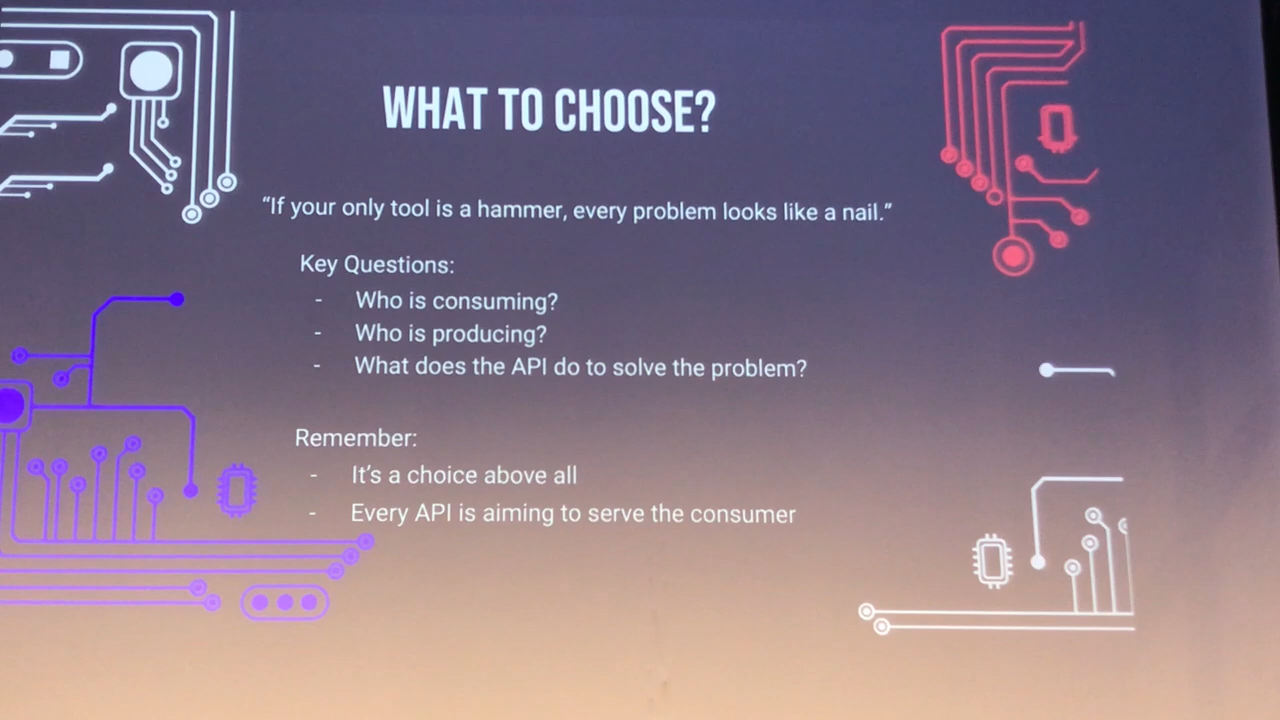 WHAT TO CHOOSE?
“If your only tool is a hammer, every problem looks like a nail.”
Key Questions:
- Who is consuming?
- Who is producing?
- What does the API do to solve the problem?
Remember:
- It’s a choice above all
- Every API is aiming to serve the consumer